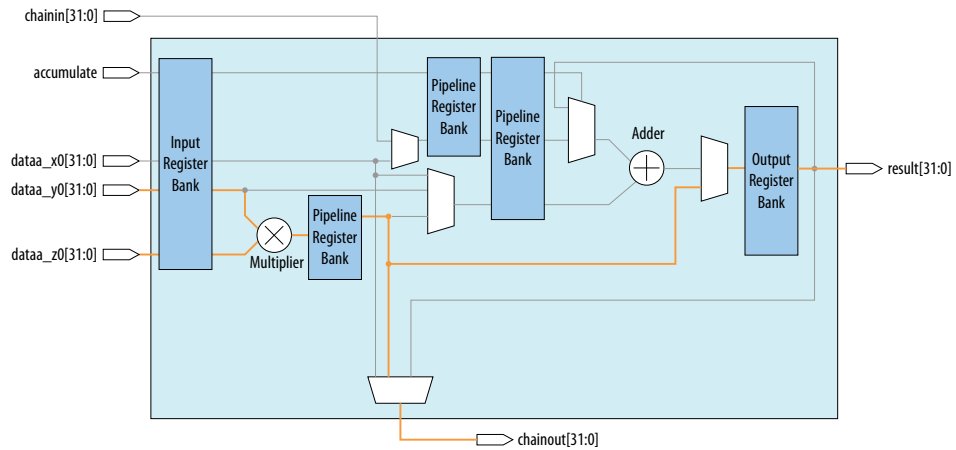 chainin[31:0]
accumulate
dataa_x0[31:0]
dataa_y0[31:0]
dataa_z0[31:0]
Input
Register
Bank
Multiplier
Pipeline
Register
Bank
Pipeline
Register
Bank
Pipeline
Register
Bank
Adder
Output
Register
Bank
result[31:0]
chainout[31:0]